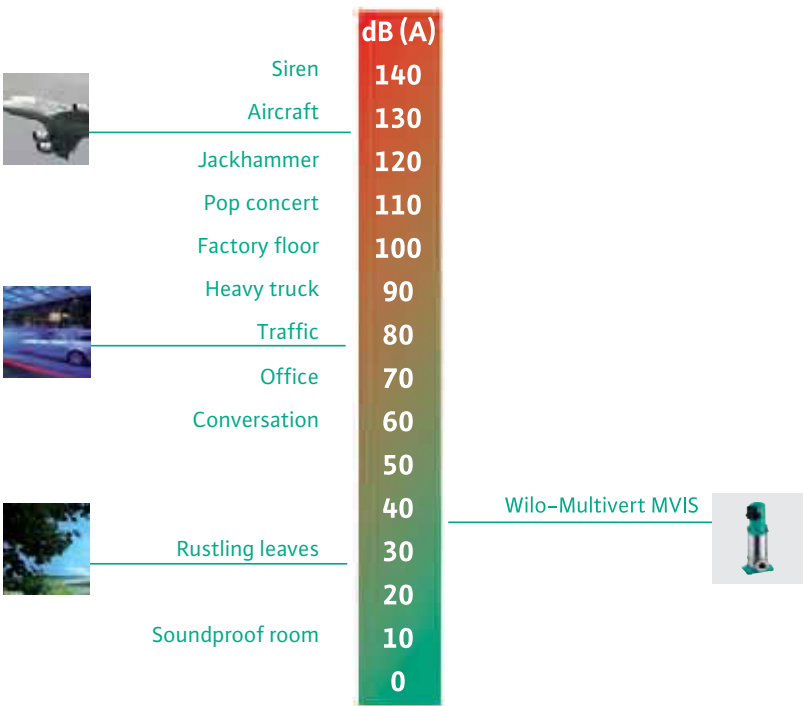 dB (A)
Siren 140
Aircraft 130
Jackhammer 120
Pop concert 110
Factory floor 100
Heavy truck 90
Traffic 80
Office 70
Conversation 60
50
40 Wilo–Multivert MVIS
Rustling leaves 30
20
Soundproof room 10
0